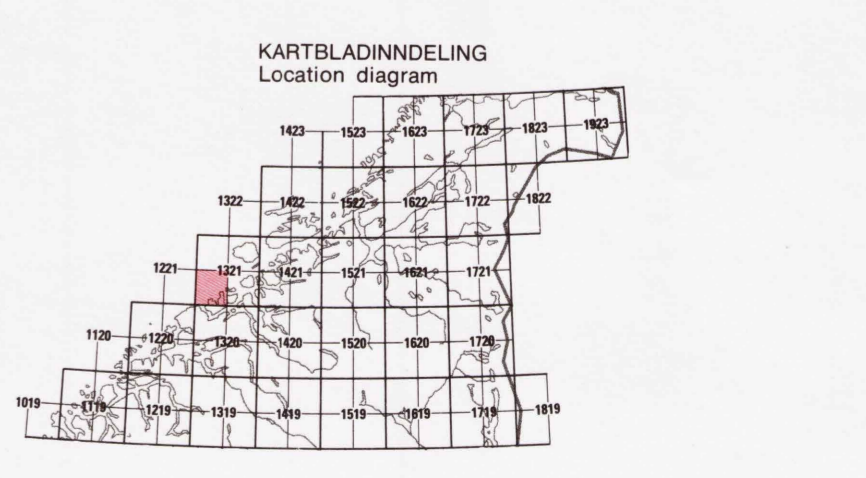 KARTBLADINNDELING
Location diagram
1423 1523 1623 1723 1823 1923
1322 1422 1522 1622 1722 1822
1221 1321 1421 1521 1621 1721
1120 1220 1320 1420 1520 1620 1720
1019 1119 1219 1319 1419 1519 1619 1719 1819